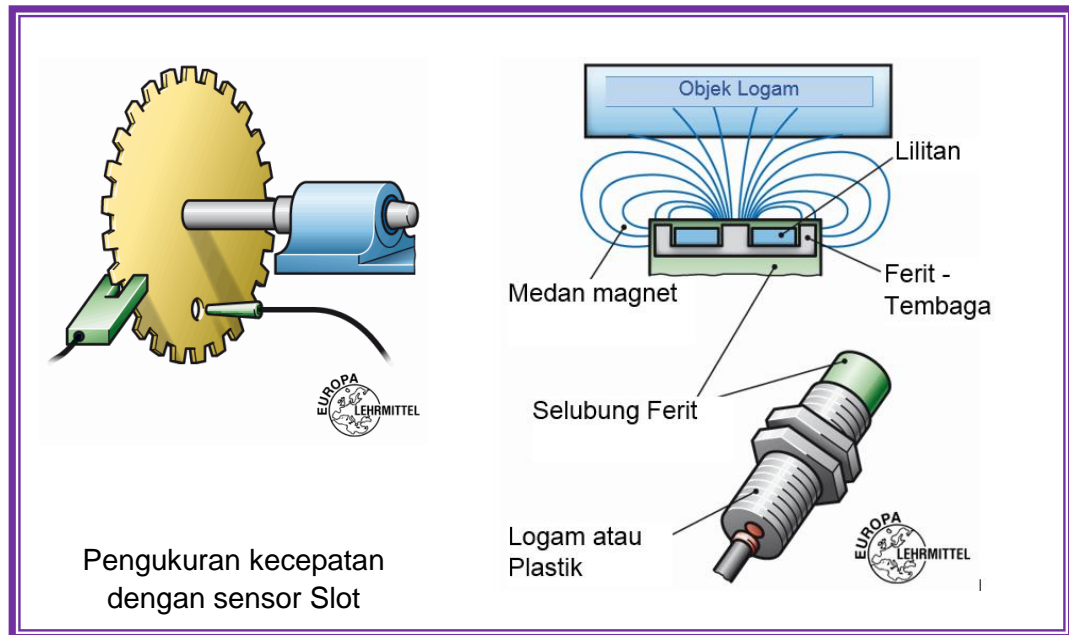 EUROPA
LEHRMITTEL
Pengukuran kecepatan
dengan sensor Slot
Objek Logam
Lilitan
Medan magnet
Ferit -
Tembaga
Selubung Ferit
Logam atau
Plastik
EUROPA
LEHRMITTEL